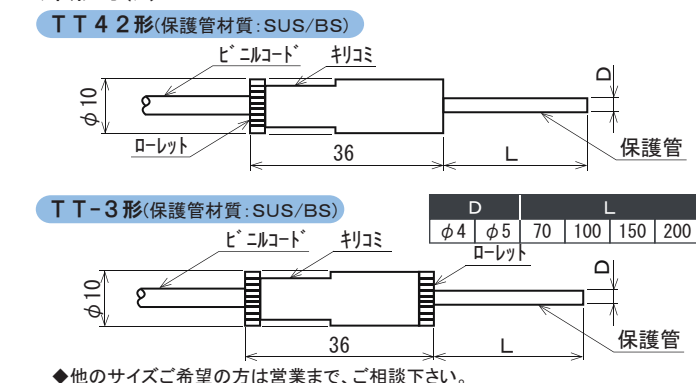 TT42形(保護管材質:SUS/BS)
ビニルコード キリコミ
φ10
D
ローレット
36
L
保護管
TT-3形(保護管材質:SUS/BS)
D L
φ4 φ5 70 100 150 200
ビニルコード キリコミ
ローレット
φ10
D
36
L
保護管
◆他のサイズご希望の方は営業まで、ご相談下さい。